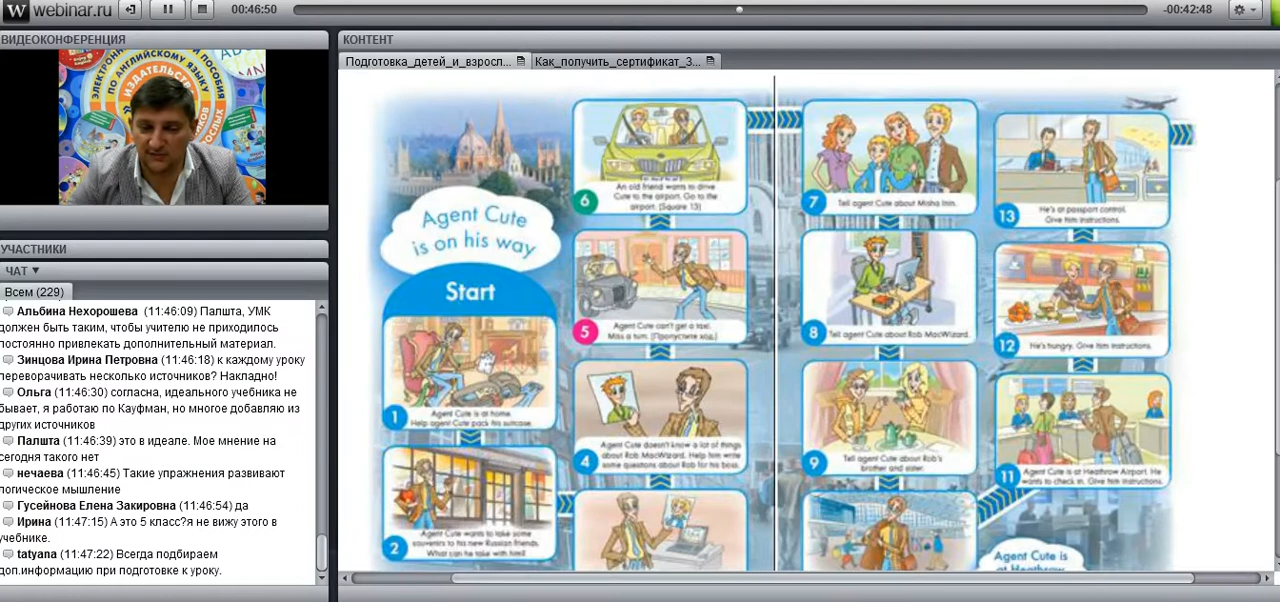 webinar.ru
00:46:50
-00:42:48
ВИДЕОКОНФЕРЕНЦИЯ
ЭЛЕКТРОННЫЕ ПОСОБИЯ
ПО АНГЛИЙСКОМУ ЯЗЫКУ
УЧАСТНИКИ
ЧАТ ▼
Всем (229)
Альбина Нехорошева (11:46:09) Палшта, УМК
должен быть таким, чтобы учителю не приходилось
постоянно привлекать дополнительный материал.
Зинцова Ирина Петровна (11:46:18) к каждому уроку
переворачивать несколько источников? Накладно!
Ольга (11:46:30) согласна, идеального учебника не
бывает, я работаю по Кауфман, но многое добавляю из
других источников
Палшта (11:46:39) это в идеале. Мое мнение на
сегодня такого нет
нечаева (11:46:45) Такие упражнения развивают
логическое мышление
Гусейнова Елена Закировна (11:46:54) да
Ирина (11:47:15) А это 5 класс?я не вижу этого в
учебнике.
tatyana (11:47:22) Всегда подбираем
доп.информацию при подготовке к уроку.
КОНТЕНТ
Подготовка_детей_и_взросл...
Как_получить_сертификат_З...
Agent Cute
is on his way
Start
1
Agent Cute is at home.
Help agent Cute pack his suitcase.
2
Agent Cute wants to take some
souvenirs to his new Russian friends.
What can he take with him?
4
Agent Cute doesn't know a lot of things
about Rob MacWizard. Help him write
some questions about Rob for his boss.
5
Agent Cute can't get a taxi.
Miss a turn. (Пропустите ход.)
6
An old friend wants to drive
Cute to the airport. Go to the
airport. (Square 13)
7
Tell agent Cute about Misha Inin.
8
Tell agent Cute about Rob MacWizard.
9
Tell agent Cute about Rob's
brother and sister.
Agent Cute is
at Heathrow
11
Agent Cute is at Heathrow Airport. He
wants to check in. Give him instructions.
12
He's hungry. Give him instructions.
13
He's at passport control.
Give him instructions.